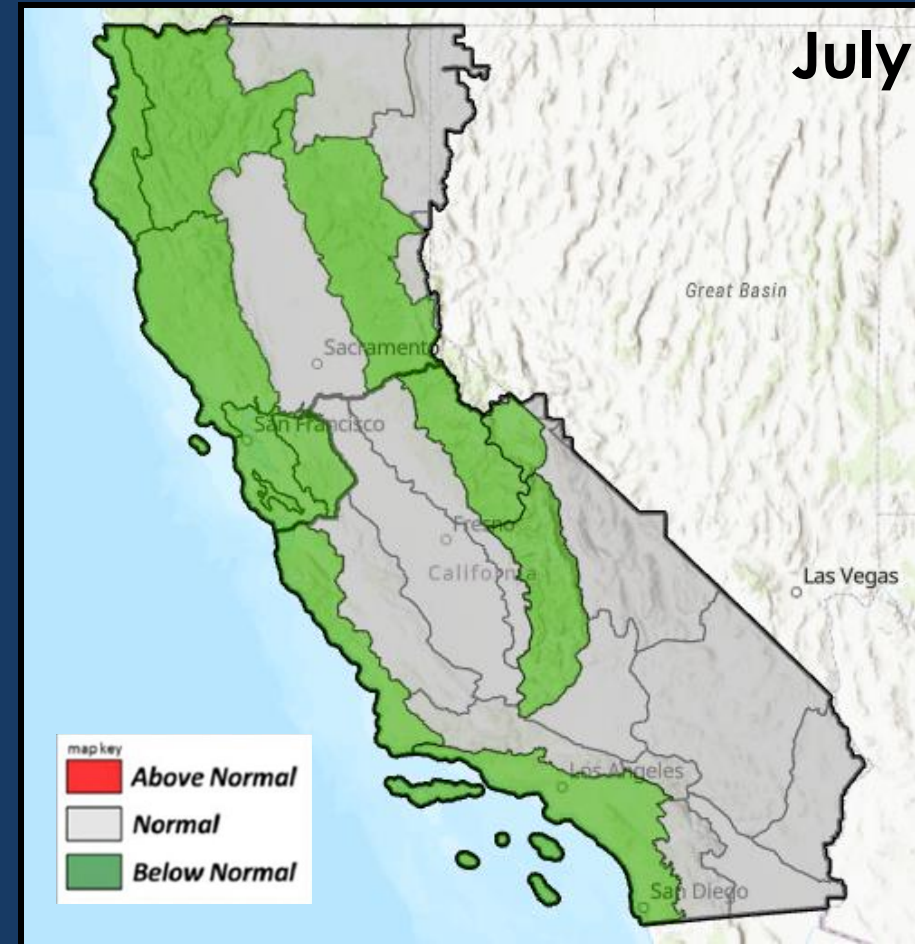 July
Great Basin
Sacramento
San Francisco
Fresno
California
Las Vegas
Los Angeles
San Diego
map key
Above Normal
Normal
Below Normal